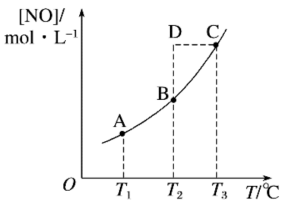 [NO]/
mol·L⁻¹
D C
B
A
O T₁ T₂ T₃ T/℃